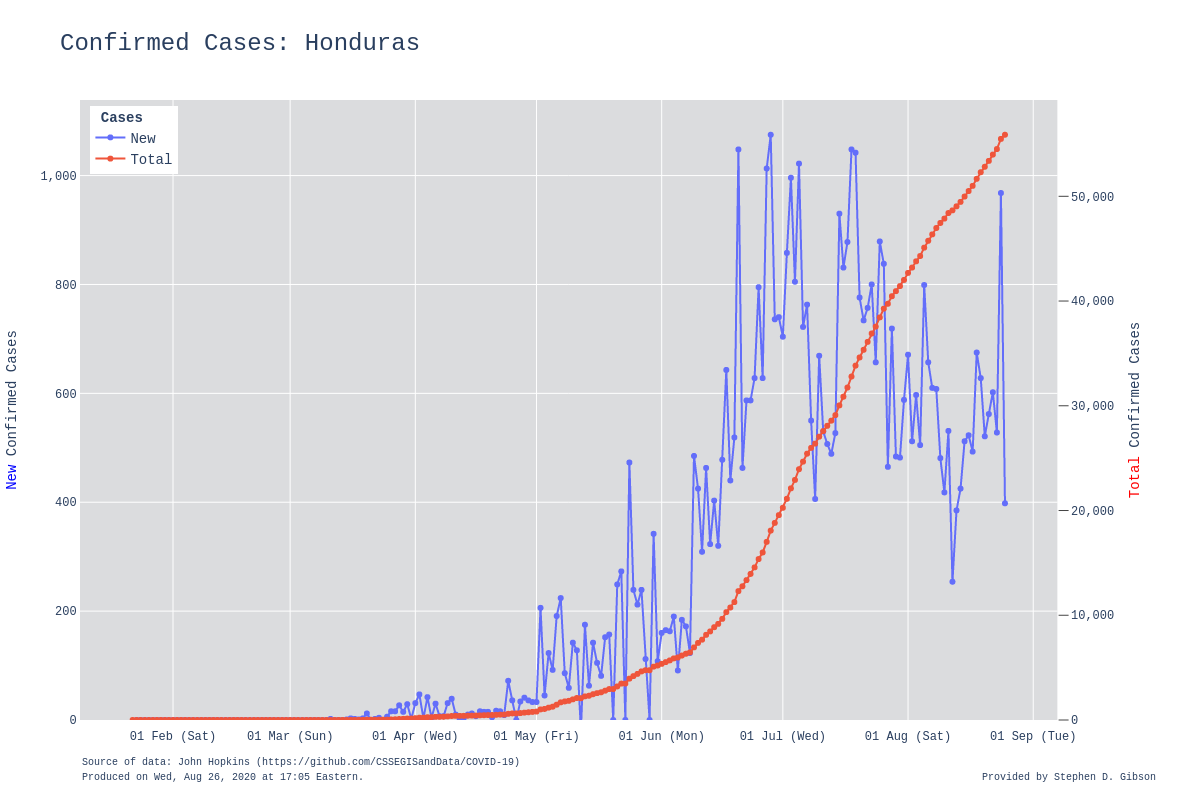 Confirmed Cases: Honduras
Cases
New
Total
1,000
800
600
400
200
0
50,000
40,000
30,000
20,000
10,000
0
New Confirmed Cases
Total Confirmed Cases
01 Feb (Sat)
01 Mar (Sun)
01 Apr (Wed)
01 May (Fri)
01 Jun (Mon)
01 Jul (Wed)
01 Aug (Sat)
01 Sep (Tue)
Source of data: John Hopkins (https://github.com/CSSEGISandData/COVID-19)
Produced on Wed, Aug 26, 2020 at 17:05 Eastern.
Provided by Stephen D. Gibson